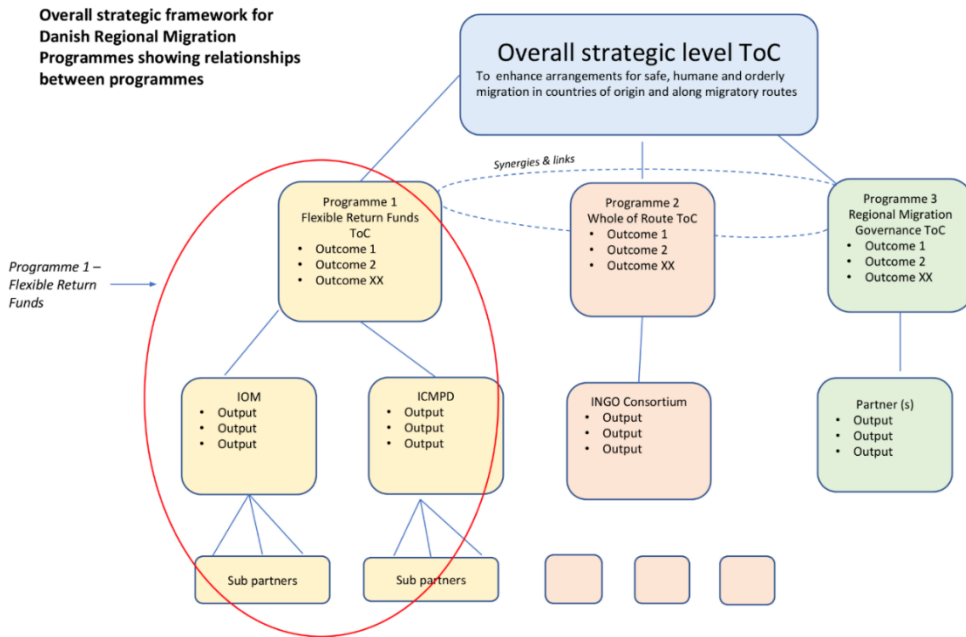 Overall strategic framework for
Danish Regional Migration
Programmes showing relationships
between programmes
Overall strategic level ToC
To enhance arrangements for safe, humane and orderly
migration in countries of origin and along migratory routes
Synergies & links
Programme 1
Flexible Return Funds
ToC
• Outcome 1
• Outcome 2
• Outcome XX
Programme 2
Whole of Route ToC
• Outcome 1
• Outcome 2
• Outcome XX
Programme 3
Regional Migration
Governance ToC
• Outcome 1
• Outcome 2
• Outcome XX
Programme 1 –
Flexible Return
Funds
IOM
• Output
• Output
• Output
ICMPD
• Output
• Output
• Output
INGO Consortium
• Output
• Output
• Output
Partner (s)
• Output
• Output
• Output
Sub partners
Sub partners